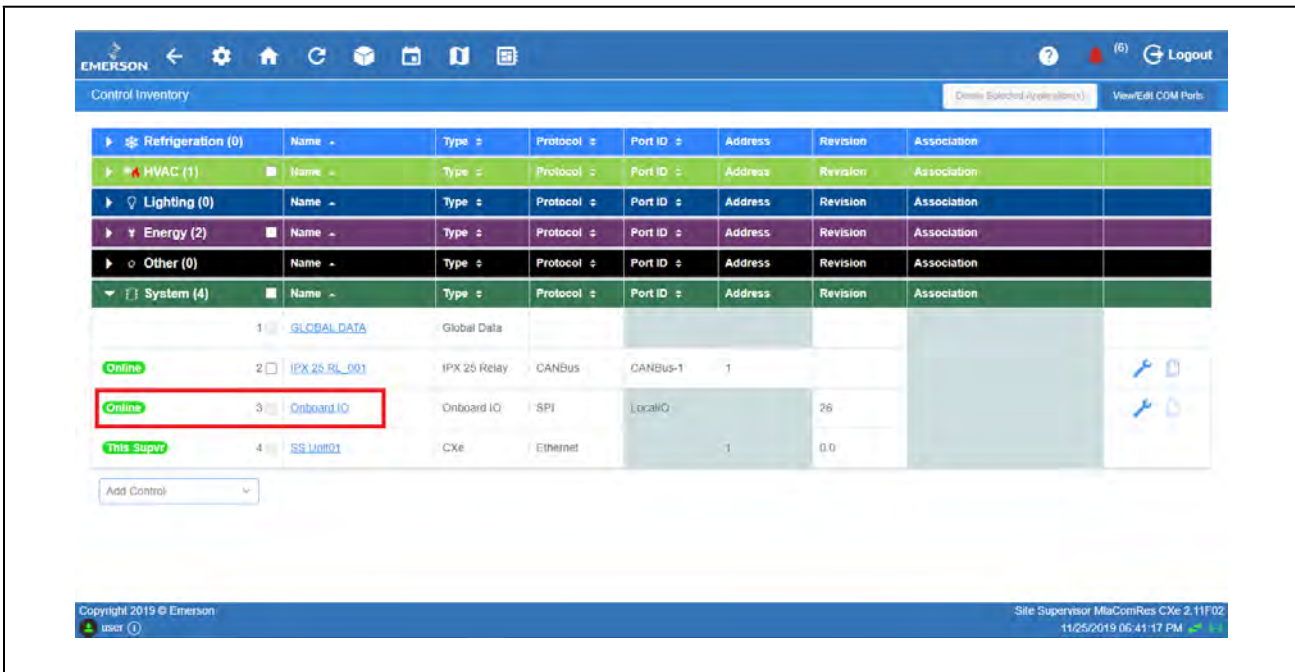 EMERSON (6) Logout
Control Inventory Delete Selected Application(s) View/Edit COM Ports
Refrigeration (0) Name Type Protocol Port ID Address Revision Association
HVAC (1) Name Type Protocol Port ID Address Revision Association
Lighting (0) Name Type Protocol Port ID Address Revision Association
Energy (2) Name Type Protocol Port ID Address Revision Association
Other (0) Name Type Protocol Port ID Address Revision Association
System (4) Name Type Protocol Port ID Address Revision Association
1 GLOBAL DATA Global Data
Online 2 IPX 25 RL_001 IPX 25 Relay CANBus CANBus-1 1
Online 3 Onboard IO Onboard IO SPI LocalIO 26
This Supvr 4 SS Unit01 CXe Ethernet 1 0.0
Add Control
Copyright 2019 © Emerson Site Supervisor MtaComRes CXe 2.11F02
user 11/25/2019 06:41:17 PM